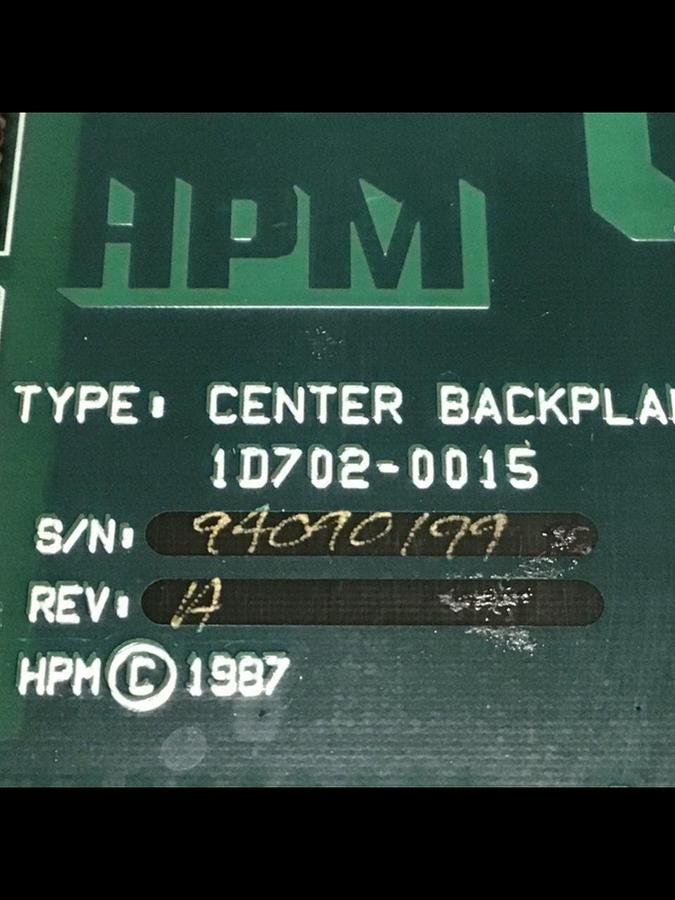 HPM
TYPE: CENTER BACKPLA
1D702-0015
S/N: 94090199
REV: A
HPM © 1987